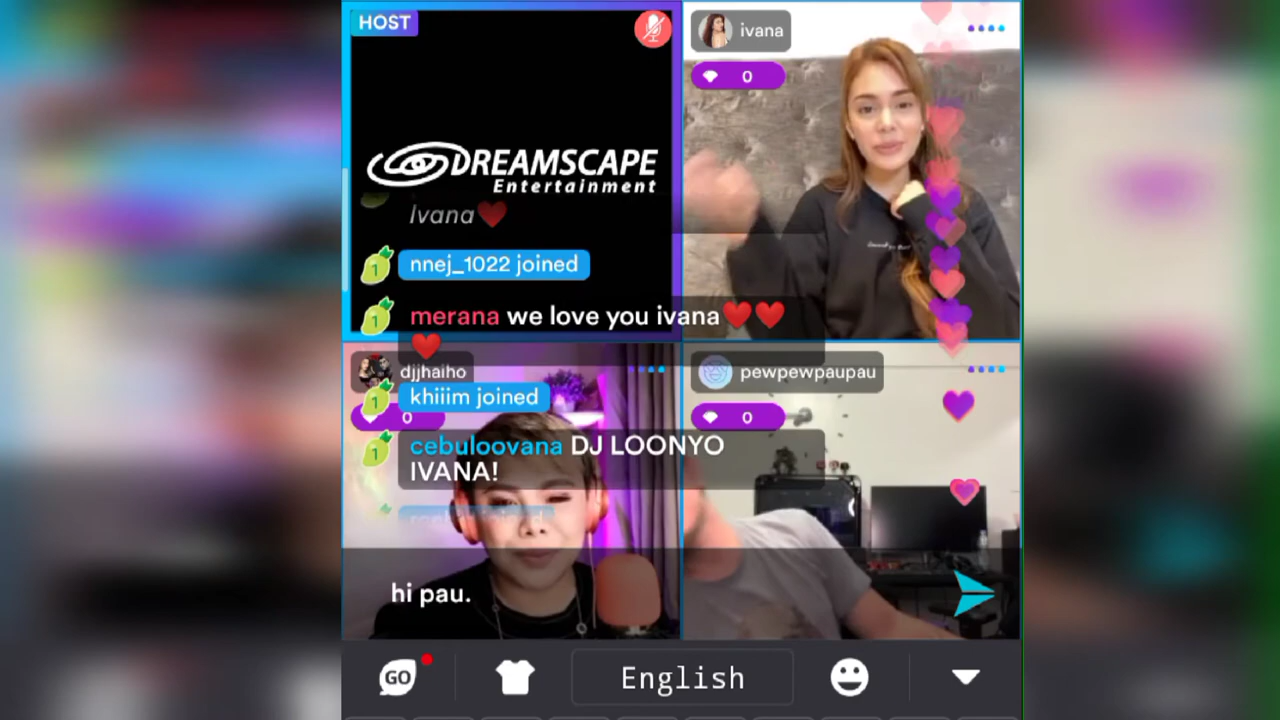 HOST
DREAMSCAPE
Entertainment
Ivana
nnej_1022 joined
merana we love you ivana
ivana
0
djjhaiho
0
khiiim joined
cebuloovana DJ LOONYO
IVANA!
pewpewpaupau
0
hi pau.
GO
English